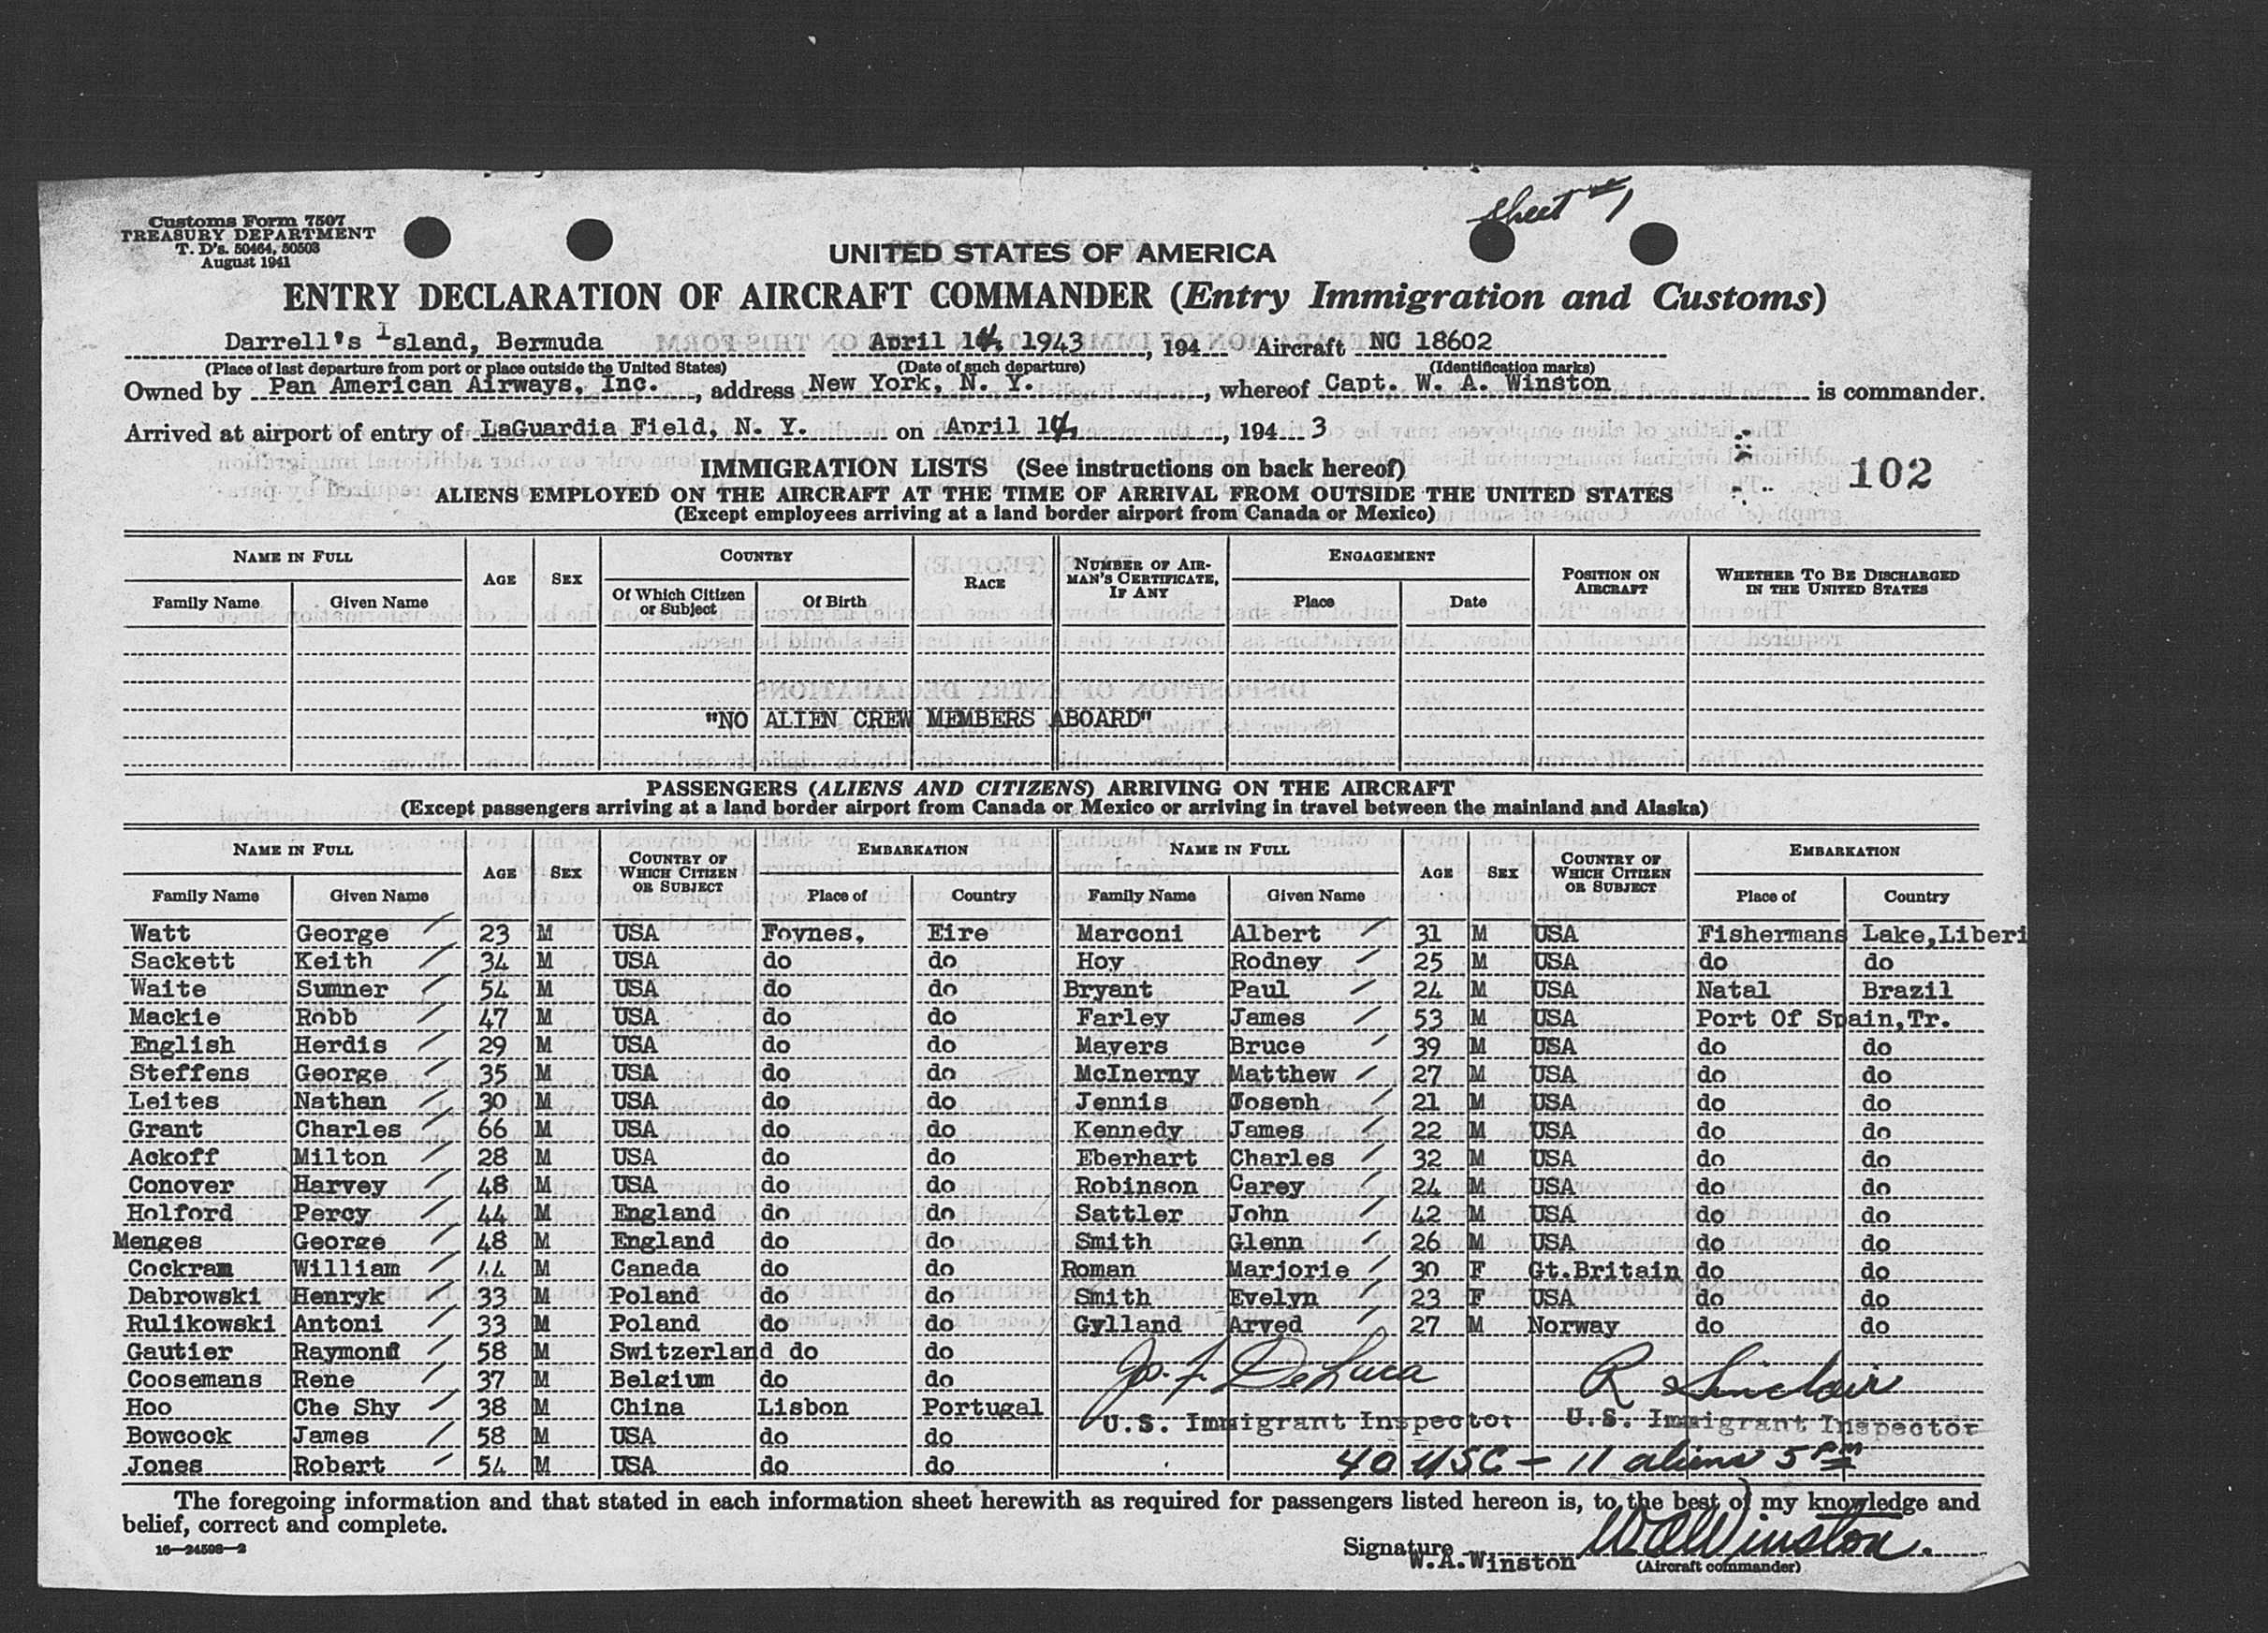 Sheet #1
Customs Form 7507
TREASURY DEPARTMENT
T. D's. 50464, 50503
August 1941
UNITED STATES OF AMERICA
ENTRY DECLARATION OF AIRCRAFT COMMANDER (Entry Immigration and Customs)
Darrell's Island, Bermuda April 14, 1943, 194 Aircraft NC 18602
(Place of last departure from port or place outside the United States) (Date of such departure) (Identification marks)
Owned by Pan American Airways, Inc., address New York, N. Y., whereof Capt. W. A. Winston is commander.
Arrived at airport of entry of LaGuardia Field, N. Y. on April 14, 194 3
102
IMMIGRATION LISTS (See instructions on back hereof)
ALIENS EMPLOYED ON THE AIRCRAFT AT THE TIME OF ARRIVAL FROM OUTSIDE THE UNITED STATES
(Except employees arriving at a land border airport from Canada or Mexico)
NAME IN FULL AGE SEX COUNTRY RACE NUMBER OF AIRMAN'S CERTIFICATE, IF ANY ENGAGEMENT POSITION ON AIRCRAFT WHETHER TO BE DISCHARGED IN THE UNITED STATES
Family Name Given Name Of Which Citizen or Subject Of Birth Place Date
"NO ALIEN CREW MEMBERS ABOARD"
PASSENGERS (ALIENS AND CITIZENS) ARRIVING ON THE AIRCRAFT
(Except passengers arriving at a land border airport from Canada or Mexico or arriving in travel between the mainland and Alaska)
NAME IN FULL AGE SEX COUNTRY OF WHICH CITIZEN OR SUBJECT EMBARKATION NAME IN FULL AGE SEX COUNTRY OF WHICH CITIZEN OR SUBJECT EMBARKATION
Family Name Given Name Place of Country Family Name Given Name Place of Country
Watt George 23 M USA Foynes, Eire Marconi Albert 31 M USA Fishermans Lake,Liberi
Sackett Keith 34 M USA do do Hoy Rodney 25 M USA do do
Waite Sumner 54 M USA do do Bryant Paul 24 M USA Natal Brazil
Mackie Robb 47 M USA do do Farley James 53 M USA Port Of Spain,Tr.
English Herdis 29 M USA do do Mayers Bruce 39 M USA do do
Steffens George 35 M USA do do McInerny Matthew 27 M USA do do
Leites Nathan 30 M USA do do Jennis Joseph 21 M USA do do
Grant Charles 66 M USA do do Kennedy James 22 M USA do do
Ackoff Milton 28 M USA do do Eberhart Charles 32 M USA do do
Conover Harvey 48 M USA do do Robinson Carey 24 M USA do do
Holford Percy 44 M England do do Sattler John 42 M USA do do
Menges George 48 M England do do Smith Glenn 26 M USA do do
Cockram William 44 M Canada do do Roman Marjorie 30 F Gt.Britain do do
Dabrowski Henryk 33 M Poland do do Smith Evelyn 23 F USA do do
Rulikowski Antoni 33 M Poland do do Gylland Arved 27 M Norway do do
Gautier Raymond 58 M Switzerland do do
Coosemans Rene 37 M Belgium do do Jo. F. DeLuca R Sinclair
Hoo Che Shy 38 M China Lisbon Portugal U.S. Immigrant Inspector U.S. Immigrant Inspector
Bowcock James 58 M USA do do
Jones Robert 54 M USA do do 40 USC - 11 aliens 5 PM
The foregoing information and that stated in each information sheet herewith as required for passengers listed hereon is, to the best of my knowledge and
belief, correct and complete.
16—24598—2
Signature W.A.Winston WAWinston.
(Aircraft commander)